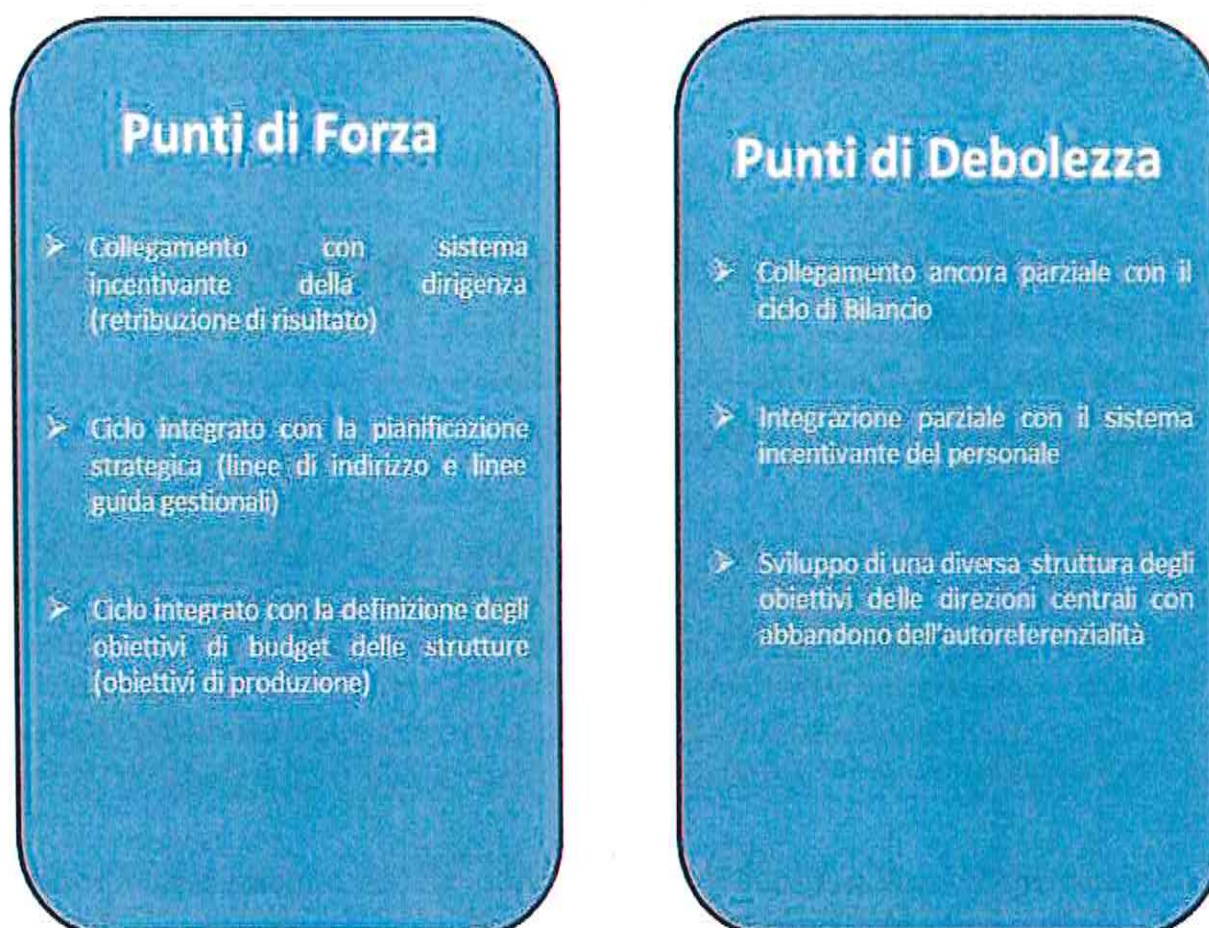 Punti di Forza
➤ Collegamento con sistema
incentivante della dirigenza
(retribuzione di risultato)
➤ Ciclo integrato con la pianificazione
strategica (linee di indirizzo e linee
guida gestionali)
➤ Ciclo integrato con la definizione degli
obiettivi di budget delle strutture
(obiettivi di produzione)
Punti di Debolezza
➤ Collegamento ancora parziale con il
ciclo di Bilancio
➤ Integrazione parziale con il sistema
incentivante del personale
➤ Sviluppo di una diversa struttura degli
obiettivi delle direzioni centrali con
abbandono dell'autoreferenzialità